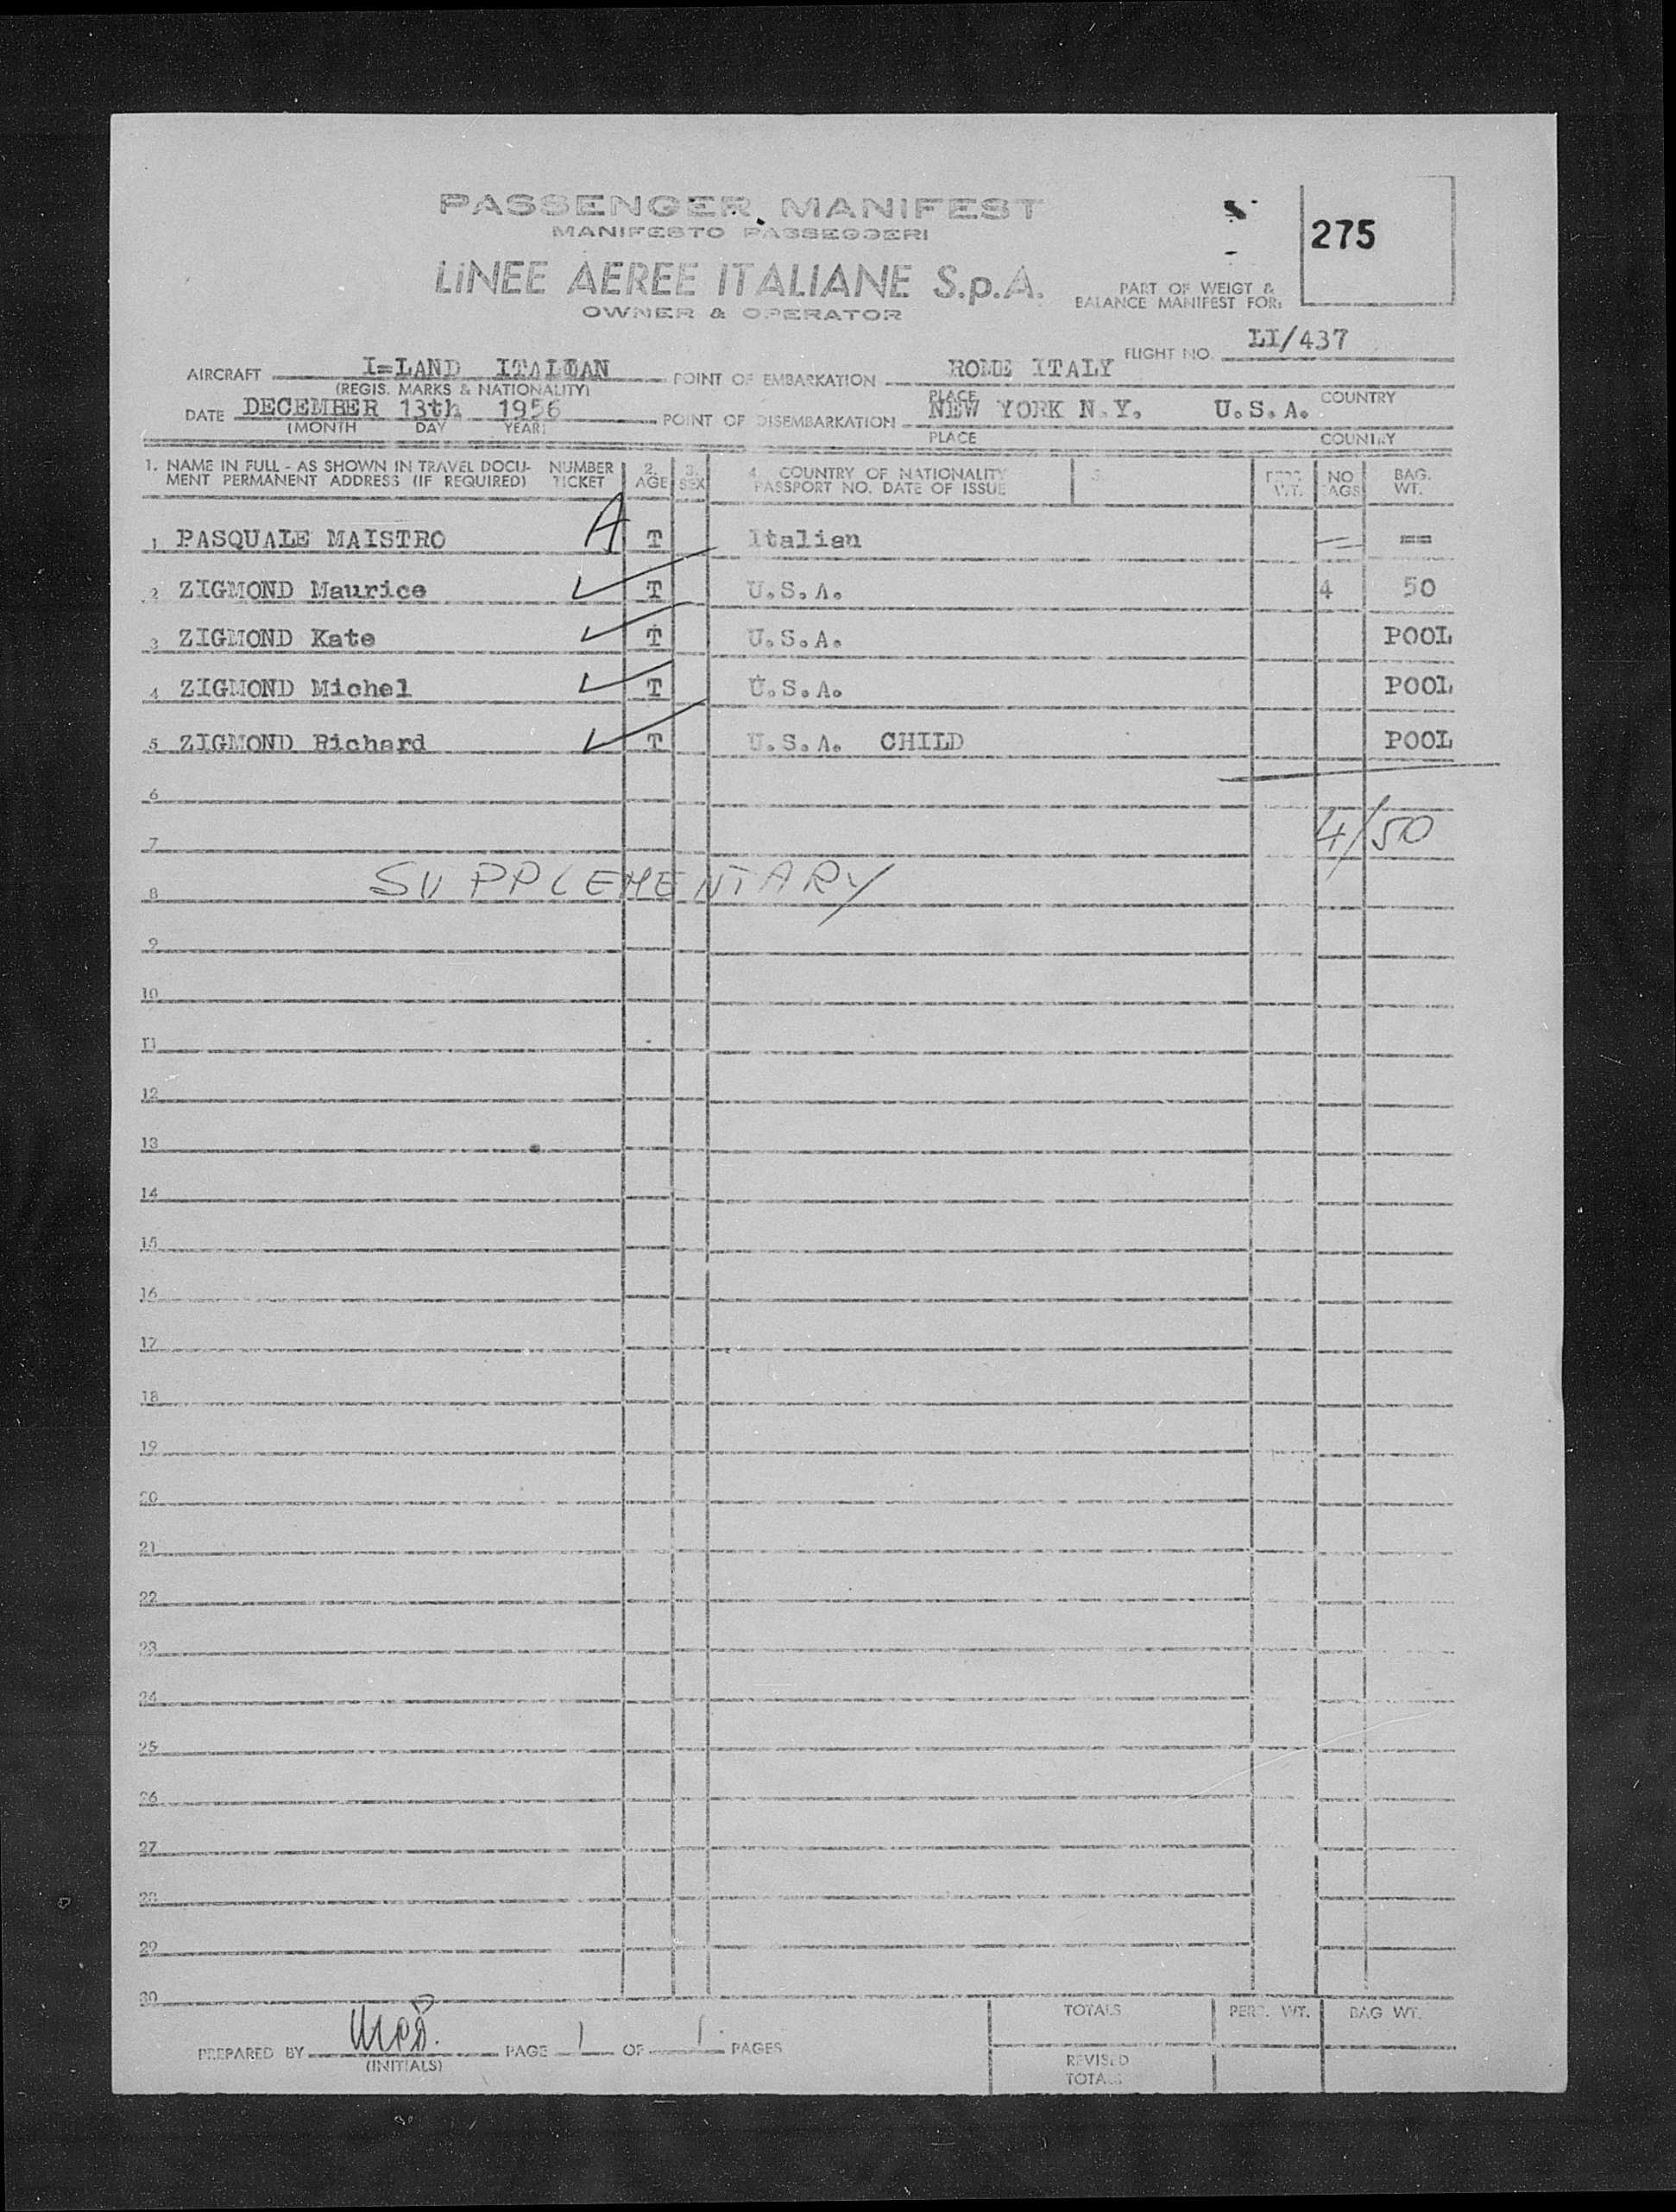 PASSENGER MANIFEST
MANIFESTO PASSEGGERI
275
LiNEE AEREE ITALIANE S.p.A.
OWNER & OPERATOR
PART OF WEIGT &
BALANCE MANIFEST FOR:
FLIGHT NO. LI/437
AIRCRAFT I=LAND ITALIAN POINT OF EMBARKATION ROME ITALY
(REGIS. MARKS & NATIONALITY) PLACE COUNTRY
DATE DECEMBER 13th 1956 POINT OF DISEMBARKATION NEW YORK N.Y. U.S.A.
(MONTH DAY YEAR) PLACE COUNTRY
1. NAME IN FULL - AS SHOWN IN TRAVEL DOCU- NUMBER 2. 3. 4. COUNTRY OF NATIONALITY 5. PERS. NO BAG.
MENT PERMANENT ADDRESS (IF REQUIRED) TICKET AGE SEX PASSPORT NO. DATE OF ISSUE WT. BAGS WT.
1 PASQUALE MAISTRO A T Italian == ==
2 ZIGMOND Maurice T U.S.A. 4 50
3 ZIGMOND Kate T U.S.A. POOL
4 ZIGMOND Michel T U.S.A. POOL
5 ZIGMOND Richard T U.S.A. CHILD POOL
6
7 4/50
8 SUPPLEMENTARY
9
10
11
12
13
14
15
16
17
18
19
20
21
22
23
24
25
26
27
28
29
30
TOTALS PERS. WT. BAG WT.
PREPARED BY PAGE 1 OF 1 PAGES
(INITIALS)
REVISED
TOTALS